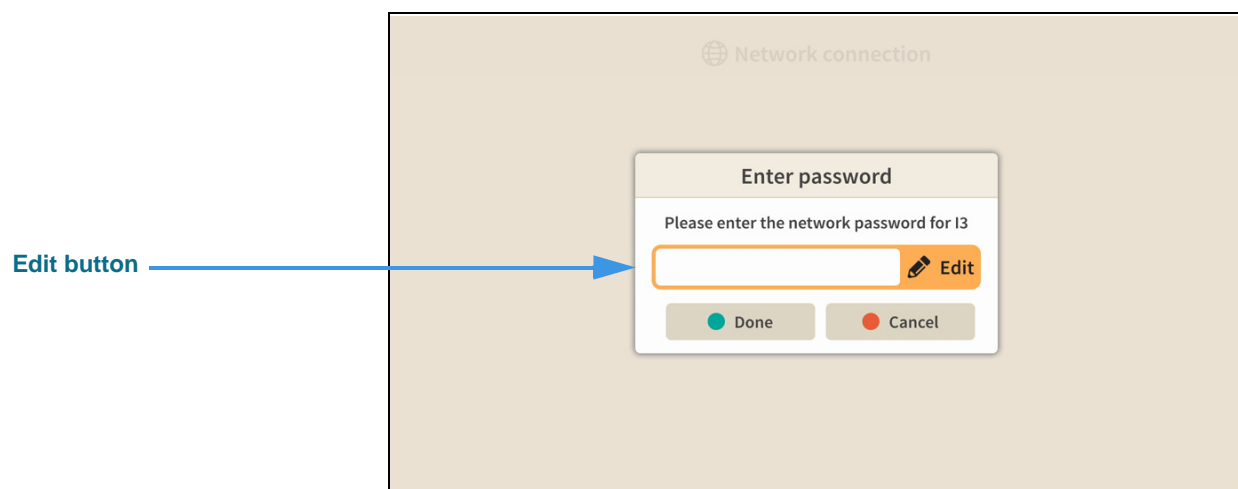 Network connection
Enter password
Please enter the network password for I3
Edit button
Edit
Done
Cancel